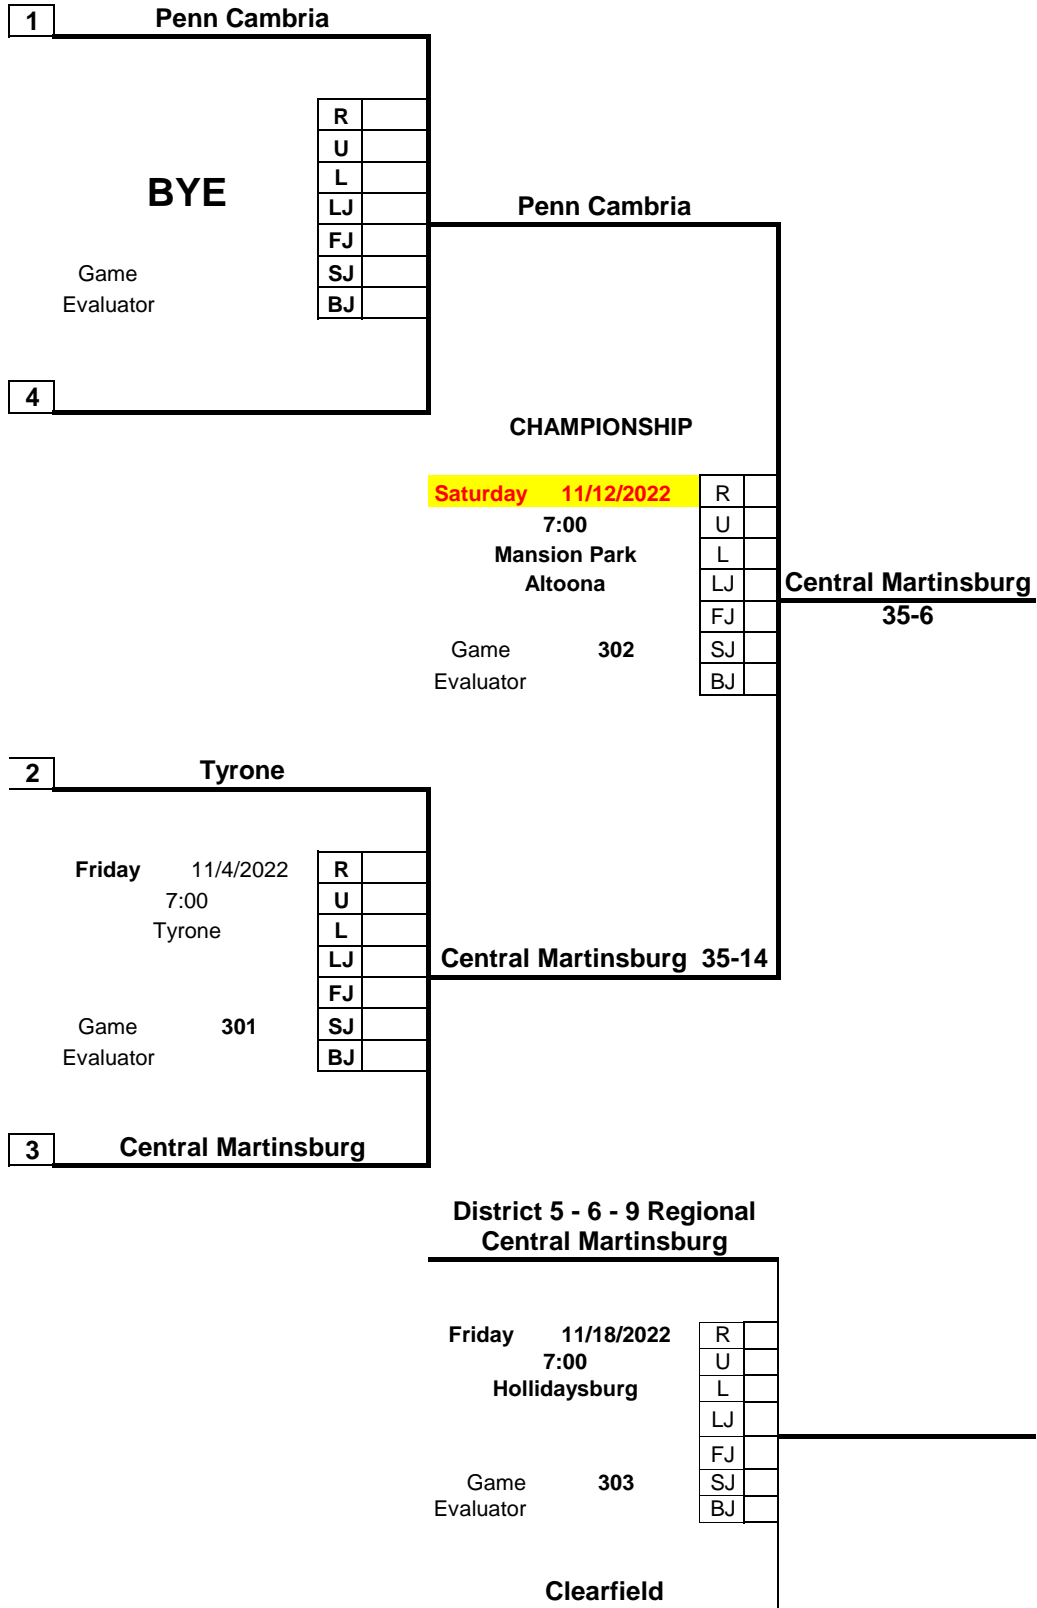 1 Penn Cambria
R
U
L
BYE
LJ
Penn Cambria
FJ
Game SJ
Evaluator BJ
4
CHAMPIONSHIP
Saturday 11/12/2022 R
7:00 U
Mansion Park L
Altoona LJ Central Martinsburg
FJ 35-6
Game 302 SJ
Evaluator BJ
2 Tyrone
Friday 11/4/2022 R
7:00 U
Tyrone L
LJ Central Martinsburg 35-14
FJ
Game 301 SJ
Evaluator BJ
3 Central Martinsburg
District 5 - 6 - 9 Regional
Central Martinsburg
Friday 11/18/2022 R
7:00 U
Hollidaysburg L
LJ
FJ
Game 303 SJ
Evaluator BJ
Clearfield